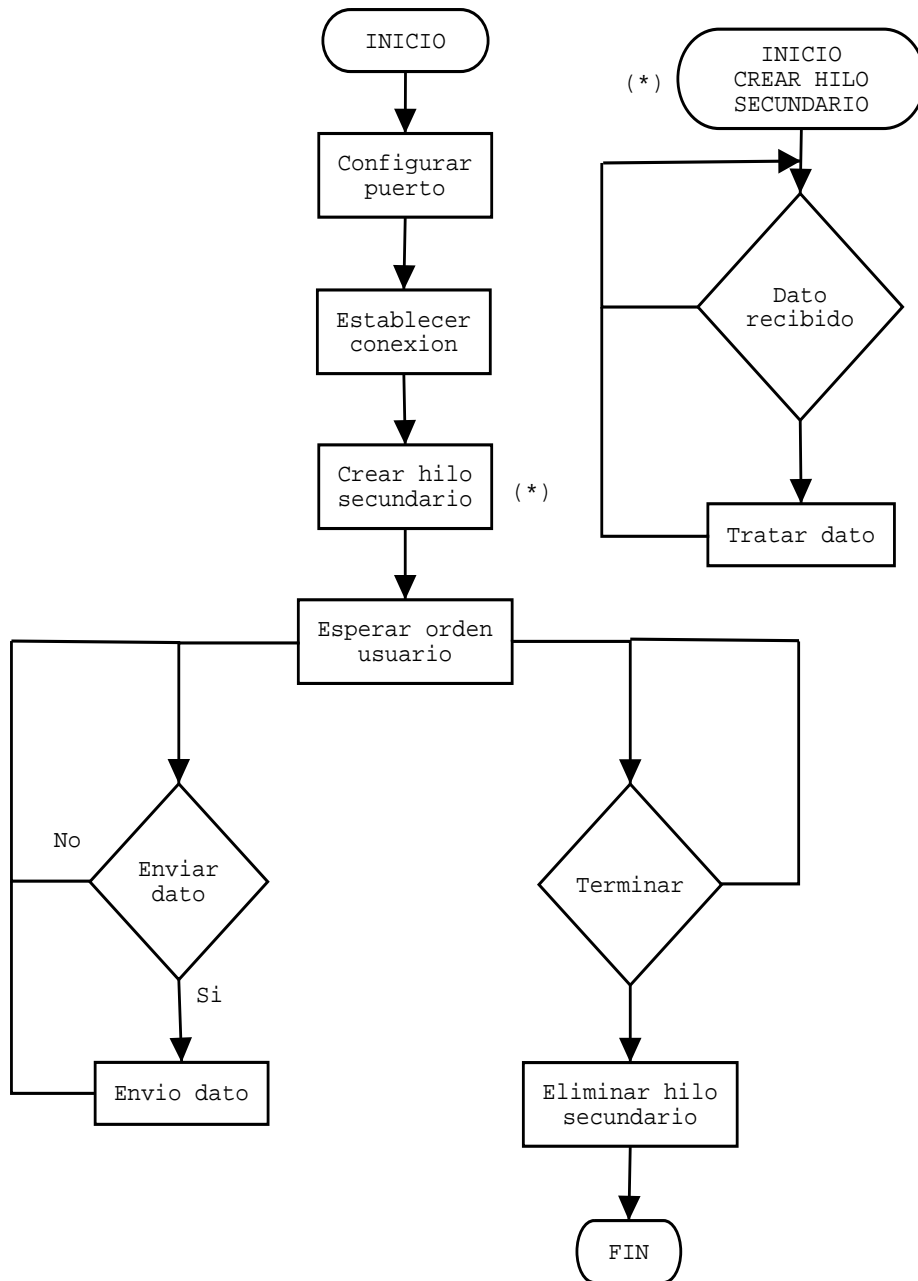 INICIO
(*)
INICIO
CREAR HILO
SECUNDARIO
Configurar
puerto
Dato
recibido
Establecer
conexion
Crear hilo
secundario
(*)
Tratar dato
Esperar orden
usuario
No
Enviar
dato
Terminar
Si
Envio dato
Eliminar hilo
secundario
FIN